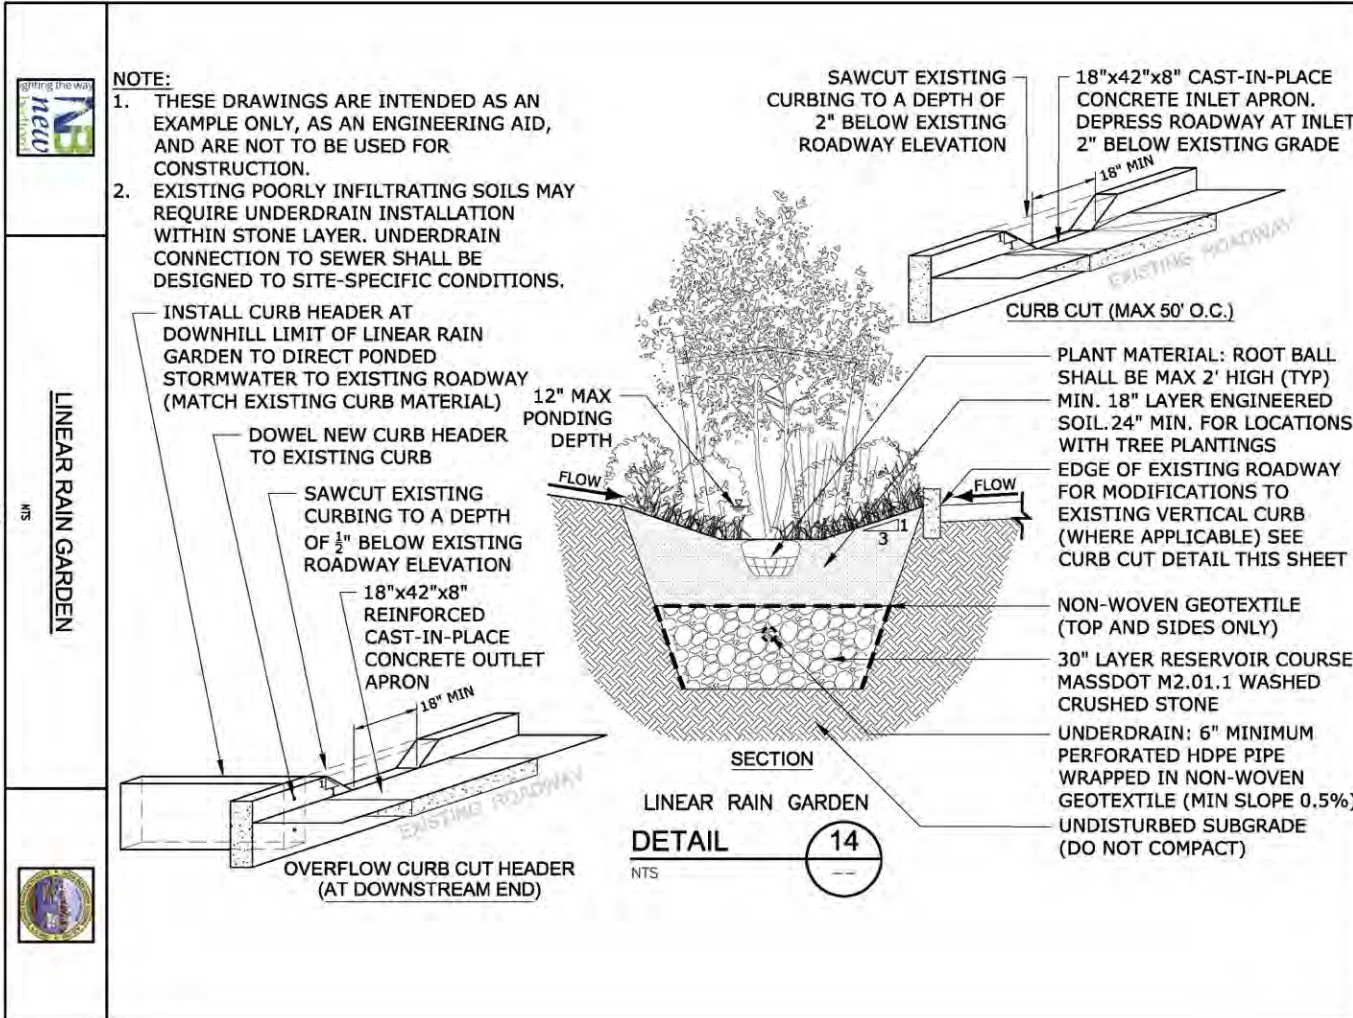 ghting the way
NB
new
LINEAR RAIN GARDEN
NTS
NOTE:
1. THESE DRAWINGS ARE INTENDED AS AN
EXAMPLE ONLY, AS AN ENGINEERING AID,
AND ARE NOT TO BE USED FOR
CONSTRUCTION.
2. EXISTING POORLY INFILTRATING SOILS MAY
REQUIRE UNDERDRAIN INSTALLATION
WITHIN STONE LAYER. UNDERDRAIN
CONNECTION TO SEWER SHALL BE
DESIGNED TO SITE-SPECIFIC CONDITIONS.
INSTALL CURB HEADER AT
DOWNHILL LIMIT OF LINEAR RAIN
GARDEN TO DIRECT PONDED
STORMWATER TO EXISTING ROADWAY
(MATCH EXISTING CURB MATERIAL)
DOWEL NEW CURB HEADER
TO EXISTING CURB
SAWCUT EXISTING
CURBING TO A DEPTH
OF ½" BELOW EXISTING
ROADWAY ELEVATION
18"x42"x8"
REINFORCED
CAST-IN-PLACE
CONCRETE OUTLET
APRON
18" MIN
EXISTING ROADWAY
OVERFLOW CURB CUT HEADER
(AT DOWNSTREAM END)
12" MAX
PONDING
DEPTH
FLOW
FLOW
1
3
SECTION
LINEAR RAIN GARDEN
DETAIL
14
NTS
--
SAWCUT EXISTING
CURBING TO A DEPTH OF
2" BELOW EXISTING
ROADWAY ELEVATION
18"x42"x8" CAST-IN-PLACE
CONCRETE INLET APRON.
DEPRESS ROADWAY AT INLET
2" BELOW EXISTING GRADE
18" MIN
EXISTING ROADWAY
CURB CUT (MAX 50' O.C.)
PLANT MATERIAL: ROOT BALL
SHALL BE MAX 2' HIGH (TYP)
MIN. 18" LAYER ENGINEERED
SOIL.24" MIN. FOR LOCATIONS
WITH TREE PLANTINGS
EDGE OF EXISTING ROADWAY
FOR MODIFICATIONS TO
EXISTING VERTICAL CURB
(WHERE APPLICABLE) SEE
CURB CUT DETAIL THIS SHEET
NON-WOVEN GEOTEXTILE
(TOP AND SIDES ONLY)
30" LAYER RESERVOIR COURSE
MASSDOT M2.01.1 WASHED
CRUSHED STONE
UNDERDRAIN: 6" MINIMUM
PERFORATED HDPE PIPE
WRAPPED IN NON-WOVEN
GEOTEXTILE (MIN SLOPE 0.5%)
UNDISTURBED SUBGRADE
(DO NOT COMPACT)